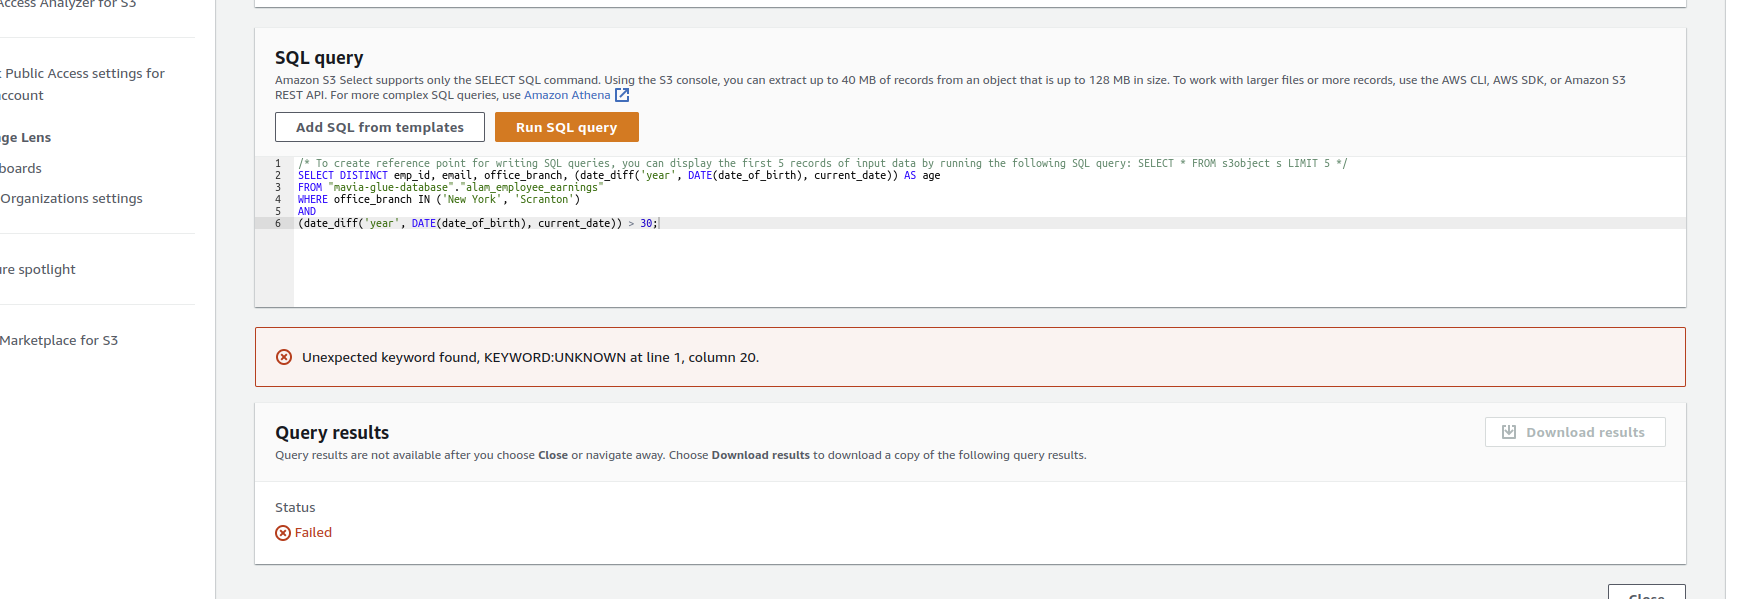 Access Analyzer for S3
Public Access settings for
account
ge Lens
boards
Organizations settings
ure spotlight
Marketplace for S3
SQL query
Amazon S3 Select supports only the SELECT SQL command. Using the S3 console, you can extract up to 40 MB of records from an object that is up to 128 MB in size. To work with larger files or more records, use the AWS CLI, AWS SDK, or Amazon S3
REST API. For more complex SQL queries, use Amazon Athena
Add SQL from templates
Run SQL query
1 /* To create reference point for writing SQL queries, you can display the first 5 records of input data by running the following SQL query: SELECT * FROM s3object s LIMIT 5 */
2 SELECT DISTINCT emp_id, email, office_branch, (date_diff('year', DATE(date_of_birth), current_date)) AS age
3 FROM "mavia-glue-database"."alam_employee_earnings"
4 WHERE office_branch IN ('New York', 'Scranton')
5 AND
6 (date_diff('year', DATE(date_of_birth), current_date)) > 30;
Unexpected keyword found, KEYWORD:UNKNOWN at line 1, column 20.
Query results
Download results
Query results are not available after you choose Close or navigate away. Choose Download results to download a copy of the following query results.
Status
Failed
Close